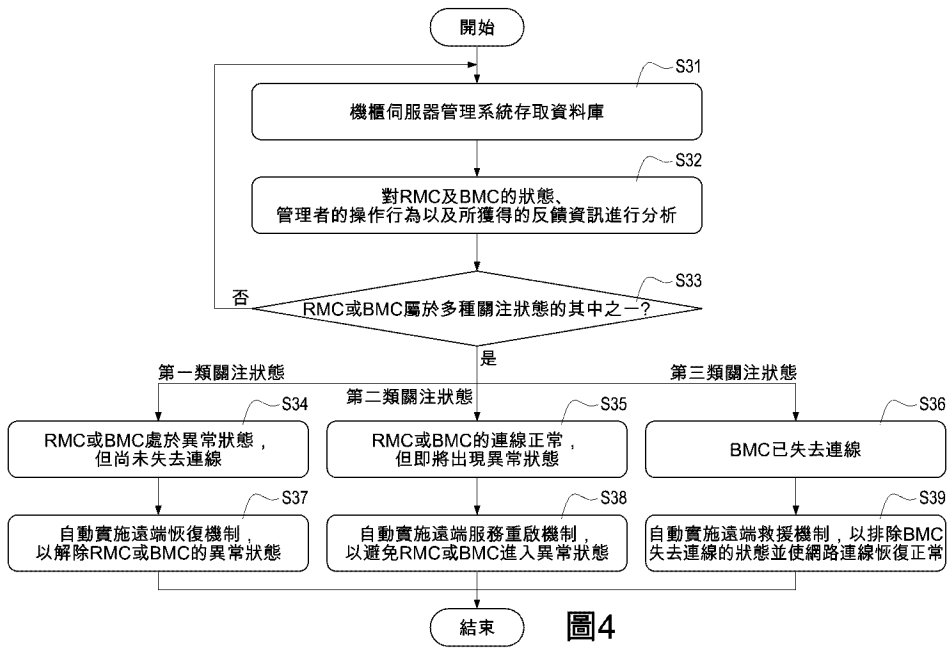 開始
S31
機櫃伺服器管理系統存取資料庫
S32
對RMC及BMC的狀態、
管理者的操作行為以及所獲得的反饋資訊進行分析
S33
RMC或BMC屬於多種關注狀態的其中之一?
否
是
第一類關注狀態
第二類關注狀態
第三類關注狀態
S34
RMC或BMC處於異常狀態，
但尚未失去連線
S35
RMC或BMC的連線正常，
但即將出現異常狀態
S36
BMC已失去連線
S37
自動實施遠端恢復機制，
以解除RMC或BMC的異常狀態
S38
自動實施遠端服務重啟機制，
以避免RMC或BMC進入異常狀態
S39
自動實施遠端救援機制，以排除BMC
失去連線的狀態並使網路連線恢復正常
結束
圖4